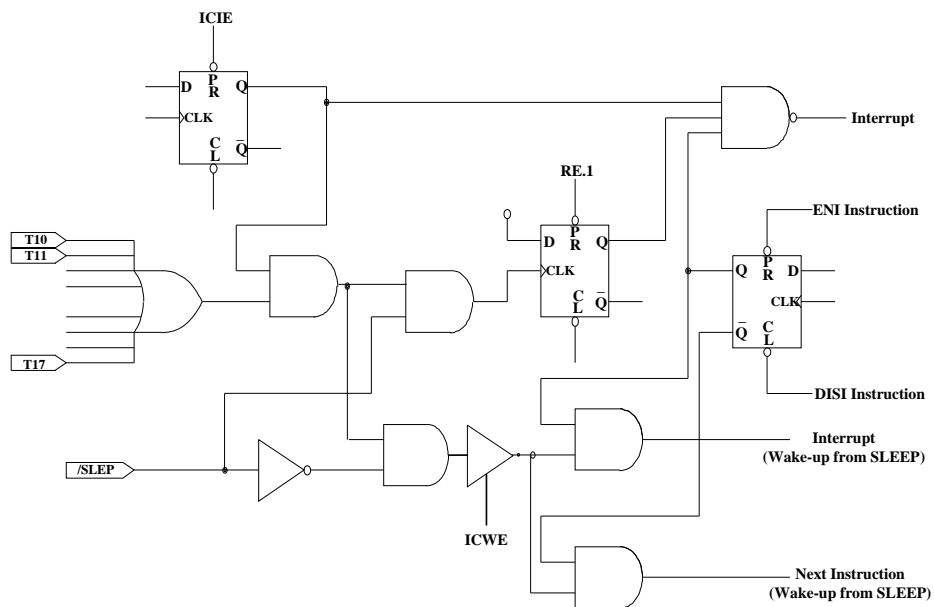 ICIE
D
PR
Q
CLK
CL
Q̅
Interrupt
RE.1
D
PR
Q
CLK
CL
Q̅
ENI Instruction
PR
Q
D
CLK
Q̅
CL
DISI Instruction
T10
T11
T17
/SLEP
ICWE
Interrupt
(Wake-up from SLEEP)
Next Instruction
(Wake-up from SLEEP)